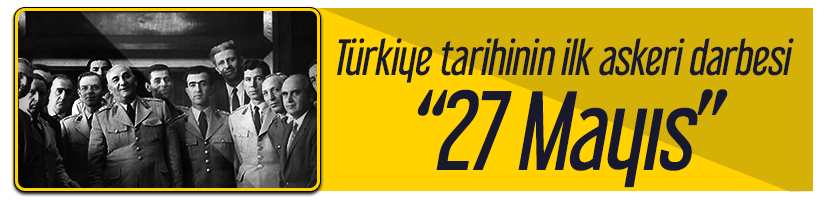 Türkiye tarihinin ilk askeri darbesi
“27 Mayıs”